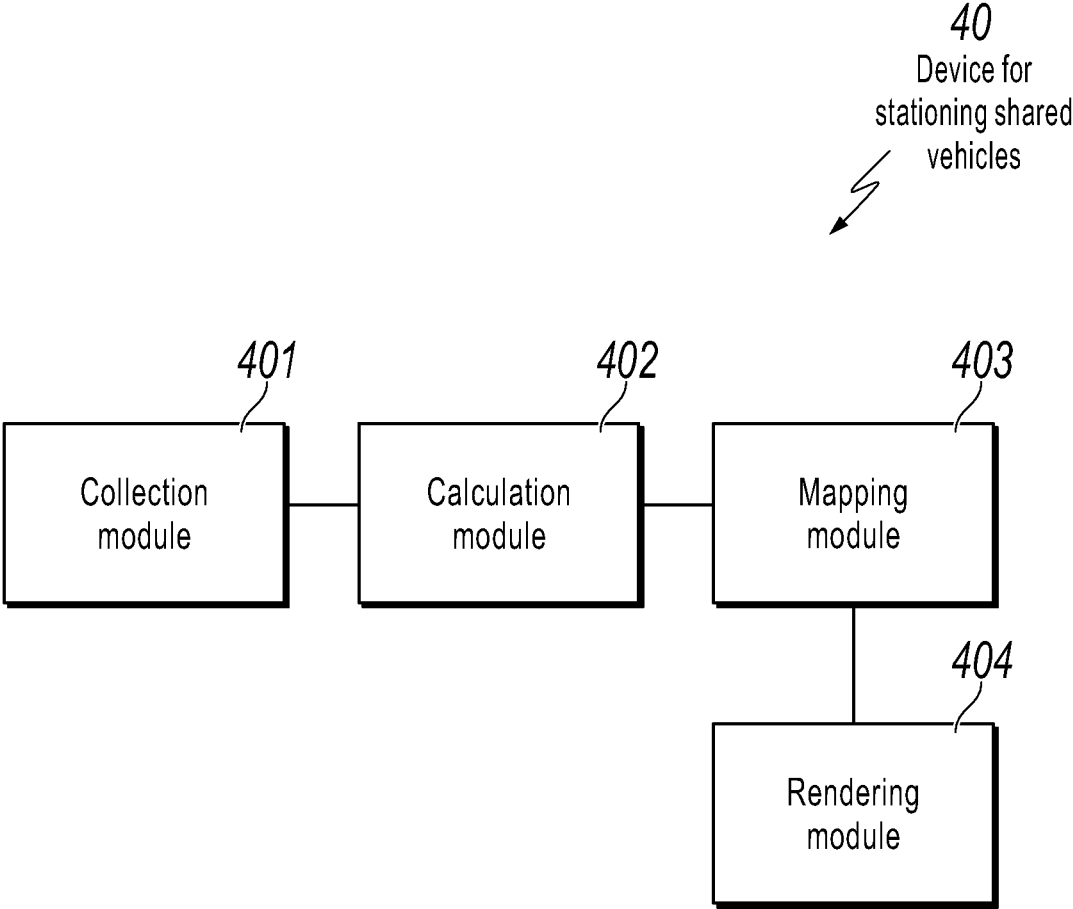 40
Device for
stationing shared
vehicles
401
402
403
Collection
module
Calculation
module
Mapping
module
404
Rendering
module